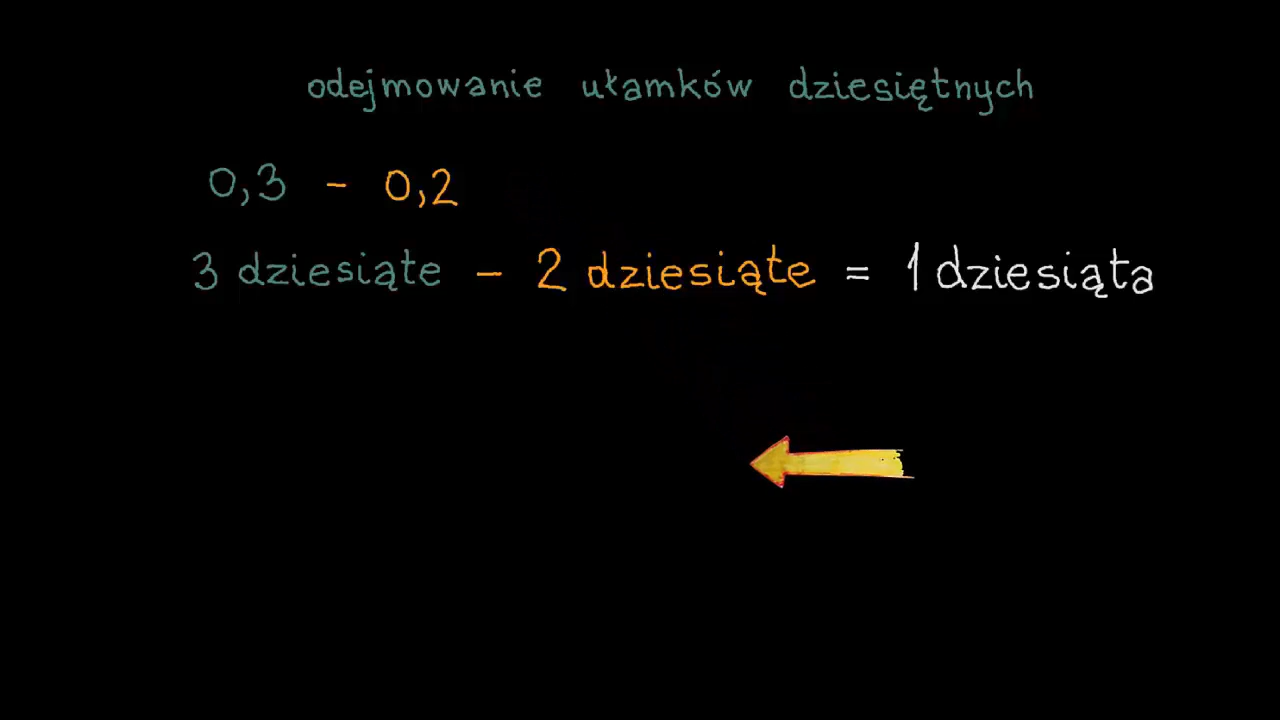 odejmowanie ułamków dziesiętnych
0,3 - 0,2
3 dziesiąte - 2 dziesiąte = 1 dziesiąta